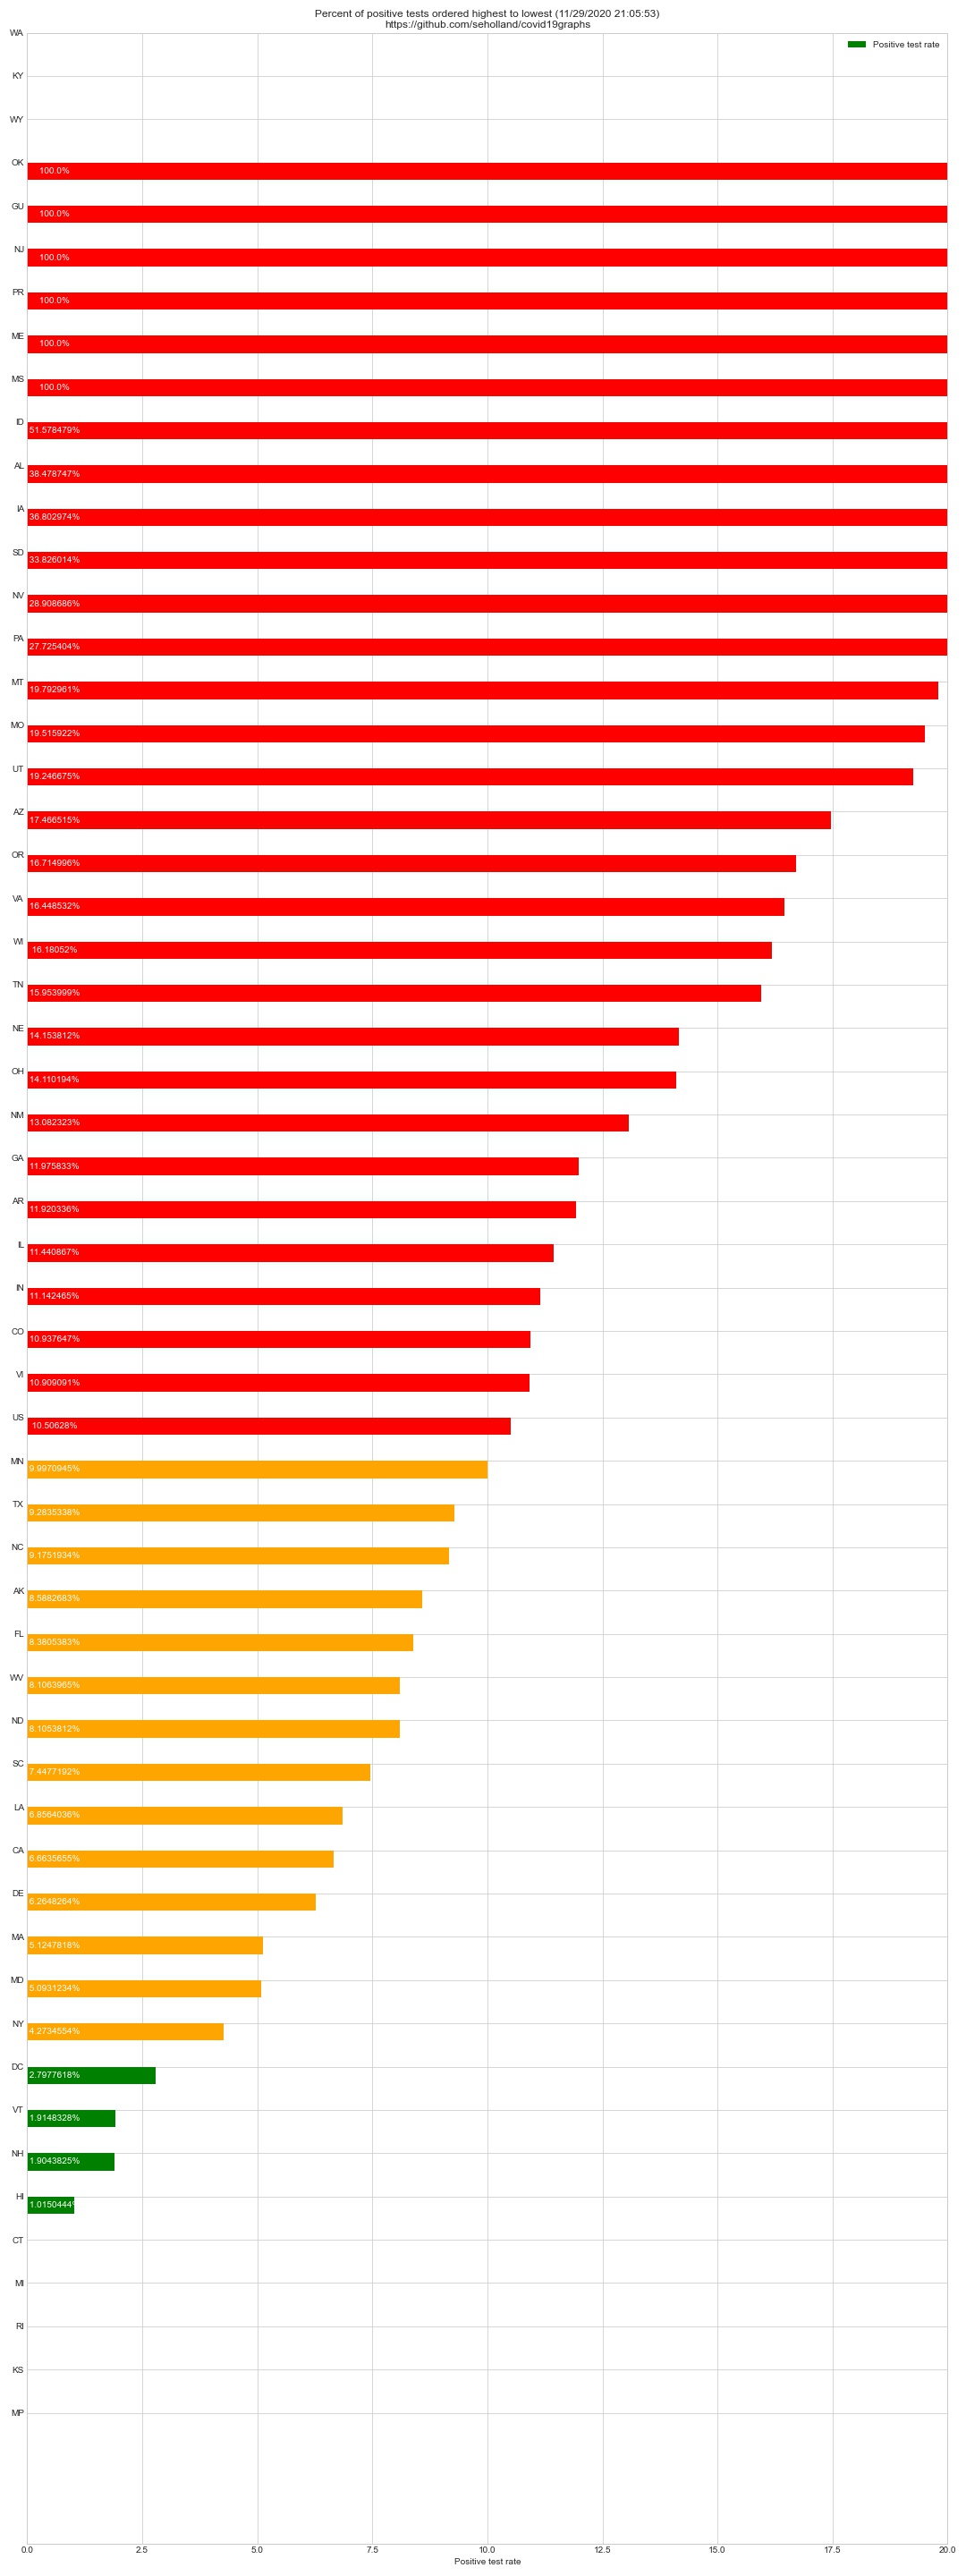 Percent of positive tests ordered highest to lowest (11/29/2020 21:05:53)
https://github.com/seholland/covid19graphs
Positive test rate
WA
KY
WY
OK
100.0%
GU
100.0%
NJ
100.0%
PR
100.0%
ME
100.0%
MS
100.0%
ID
51.578479%
AL
38.478747%
IA
36.802974%
SD
33.826014%
NV
28.908686%
PA
27.725404%
MT
19.792961%
MO
19.515922%
UT
19.246675%
AZ
17.466515%
OR
16.714996%
VA
16.448532%
WI
16.18052%
TN
15.953999%
NE
14.153812%
OH
14.110194%
NM
13.082323%
GA
11.975833%
AR
11.920336%
IL
11.440867%
IN
11.142465%
CO
10.937647%
VI
10.909091%
US
10.50628%
MN
9.9970945%
TX
9.2835338%
NC
9.1751934%
AK
8.5882683%
FL
8.3805383%
WV
8.1063965%
ND
8.1053812%
SC
7.4477192%
LA
6.8564036%
CA
6.6635655%
DE
6.2648264%
MA
5.1247818%
MD
5.0931234%
NY
4.2734554%
DC
2.7977618%
VT
1.9148328%
NH
1.9043825%
HI
1.0150444%
CT
MI
RI
KS
MP
0.0 2.5 5.0 7.5 10.0 12.5 15.0 17.5 20.0
Positive test rate